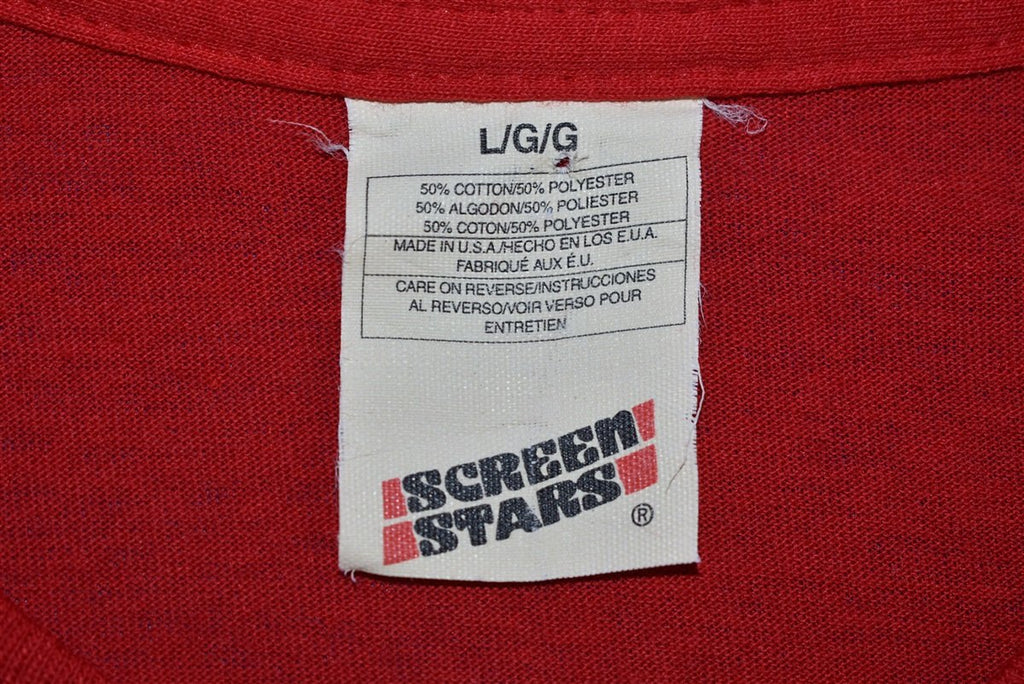 L/G/G
50% COTTON/50% POLYESTER
50% ALGODON/50% POLIESTER
50% COTON/50% POLYESTER
MADE IN U.S.A./HECHO EN LOS E.U.A.
FABRIQUÉ AUX É.U.
CARE ON REVERSE/INSTRUCCIONES
AL REVERSO/VOIR VERSO POUR
ENTRETIEN
SCREEN
STARS
®